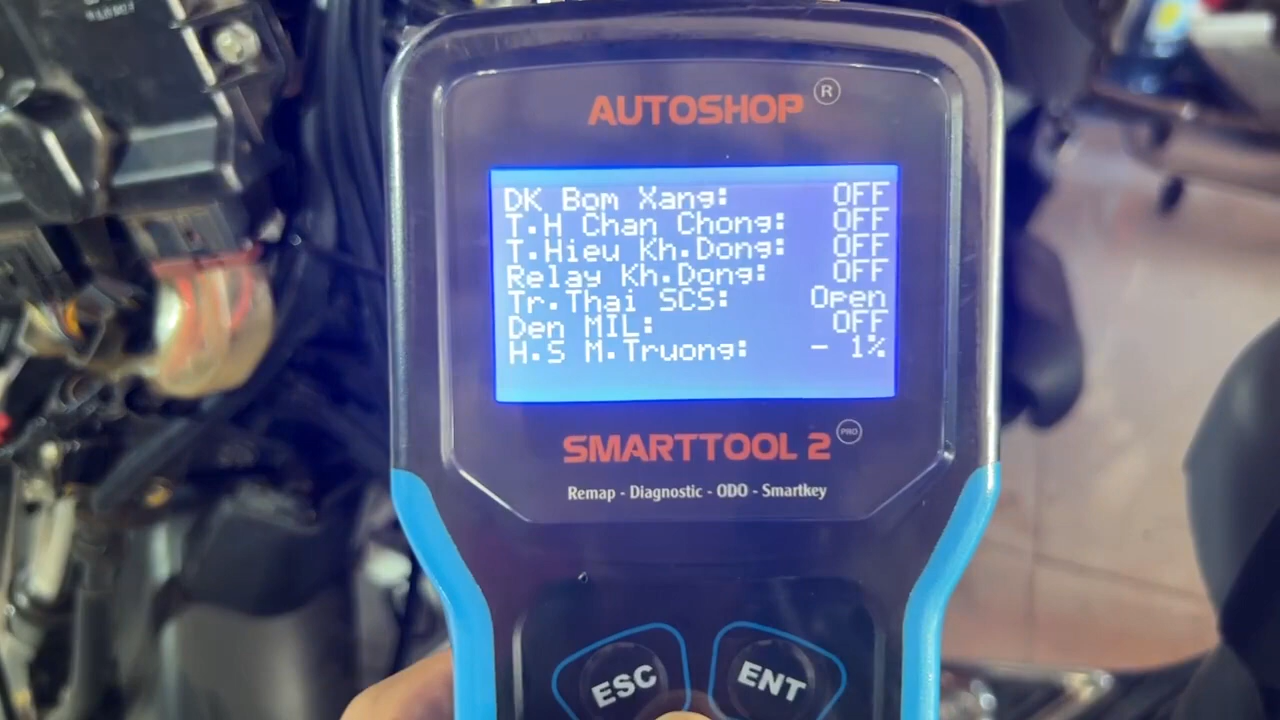 AUTOSHOP ®
DK Bom Xang: OFF
T.H Chan Chong: OFF
T.Hieu Kh.Dong: OFF
Relay Kh.Dong: OFF
Tr.Thai SCS: Open
Den MIL: OFF
H.S M.Truong: - 1%
SMARTTOOL 2 PRO
Remap - Diagnostic - ODO - Smartkey
ESC ENT